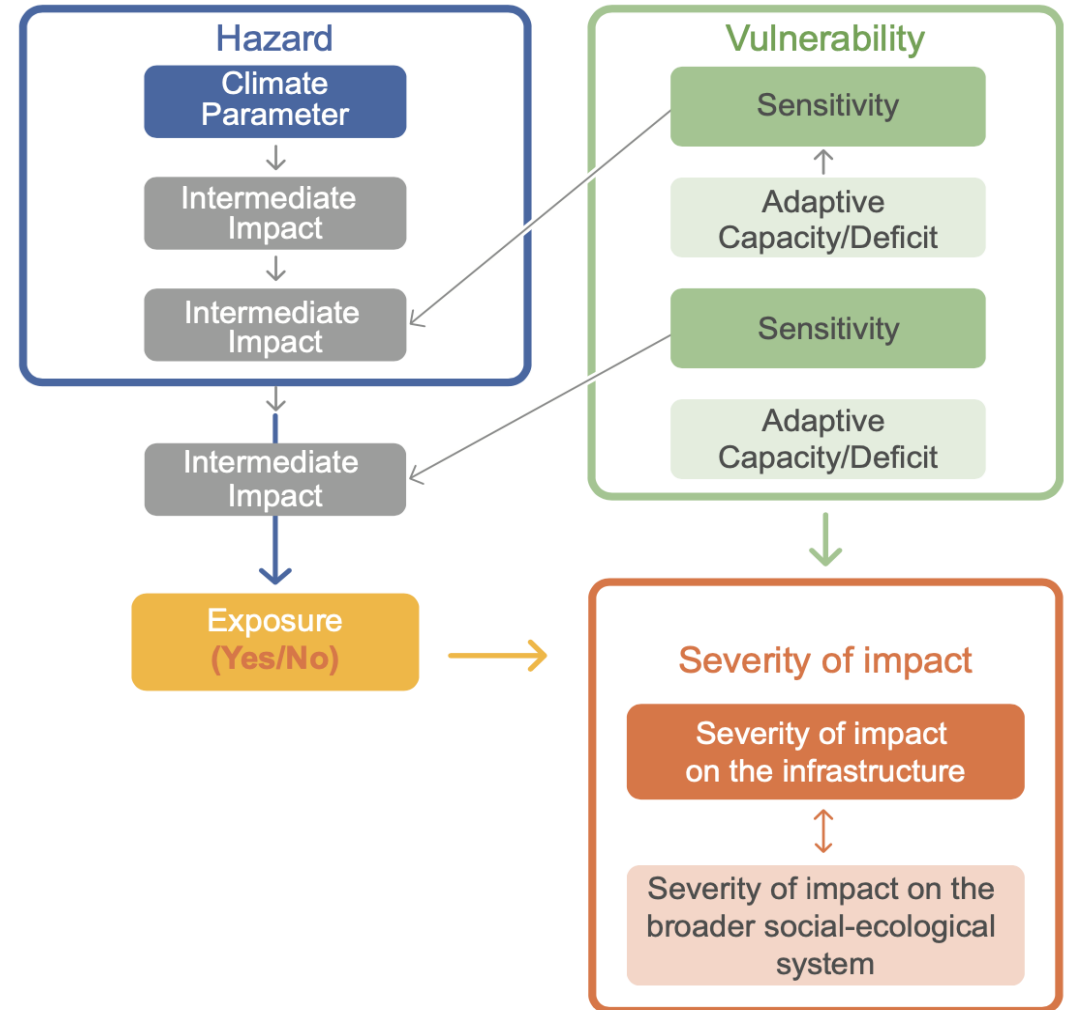 Hazard
Climate
Parameter
Intermediate
Impact
Intermediate
Impact
Intermediate
Impact
Exposure
(Yes/No)
Vulnerability
Sensitivity
Adaptive
Capacity/Deficit
Sensitivity
Adaptive
Capacity/Deficit
Severity of impact
Severity of impact
on the infrastructure
Severity of impact on the
broader social-ecological
system